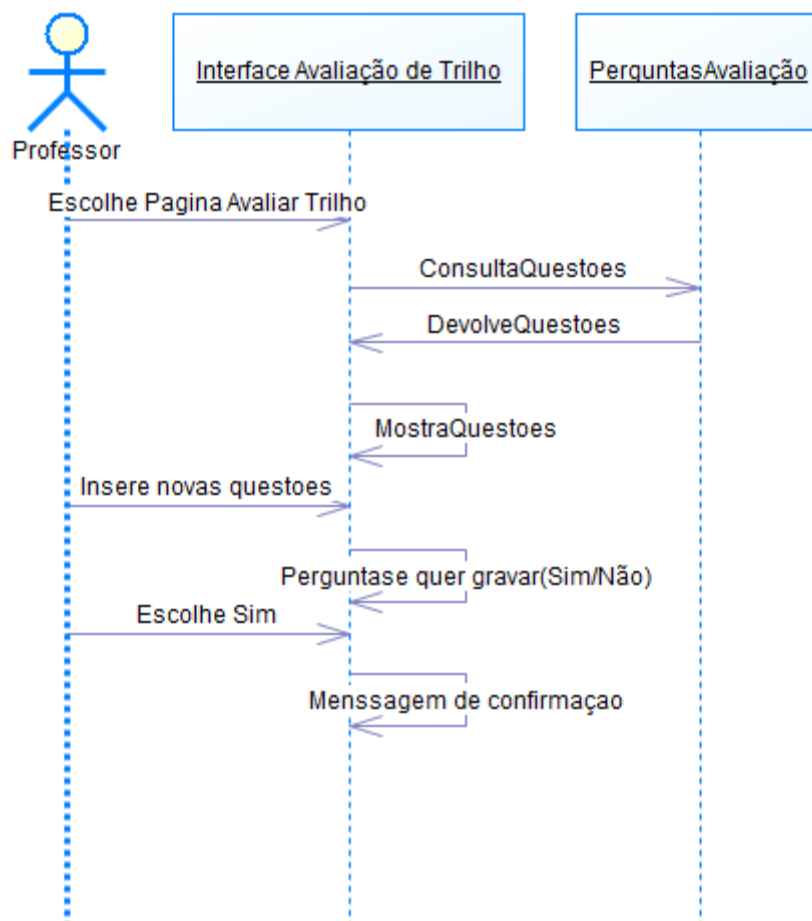 Interface Avaliação de Trilho
PerguntasAvaliação
Professor
Escolhe Pagina Avaliar Trilho
ConsultaQuestoes
DevolveQuestoes
MostraQuestoes
Insere novas questoes
Perguntase quer gravar(Sim/Não)
Escolhe Sim
Menssagem de confirmaçao